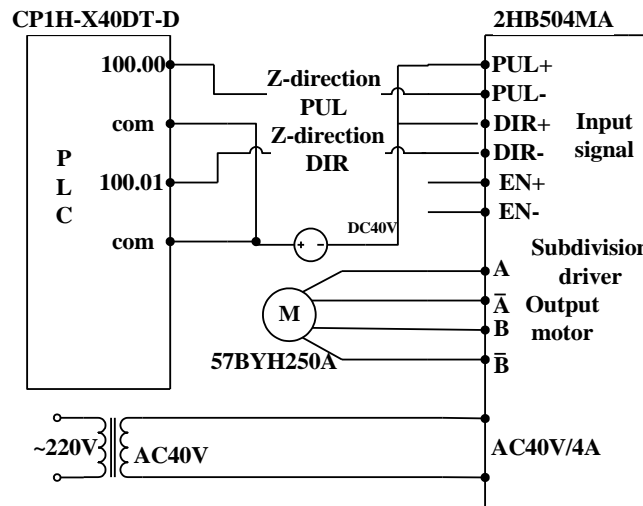 CP1H-X40DT-D
2HB504MA
100.00
PUL+
Z-direction
PUL
PUL-
com
DIR+
Input
signal
Z-direction
DIR
DIR-
P
L
C
100.01
EN+
EN-
com
+ -
DC40V
Subdivision
driver
A
A̅
Output
motor
M
B
B̅
57BYH250A
~220V
AC40V
AC40V/4A